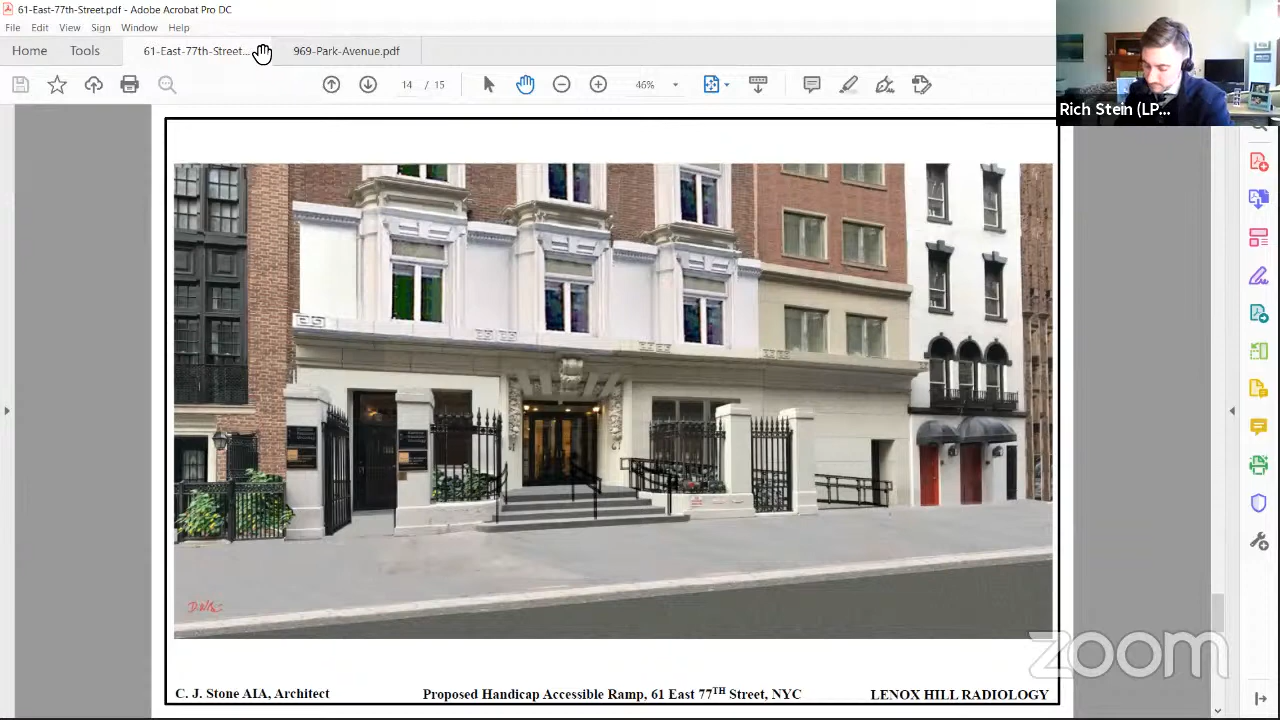 61-East-77th-Street.pdf - Adobe Acrobat Pro DC
File Edit View Sign Window Help
Home Tools 61-East-77th-Street... 969-Park-Avenue.pdf
/ 15 46%
Rich Stein (LP...
zoom
C. J. Stone AIA, Architect Proposed Handicap Accessible Ramp, 61 East 77TH Street, NYC LENOX HILL RADIOLOGY